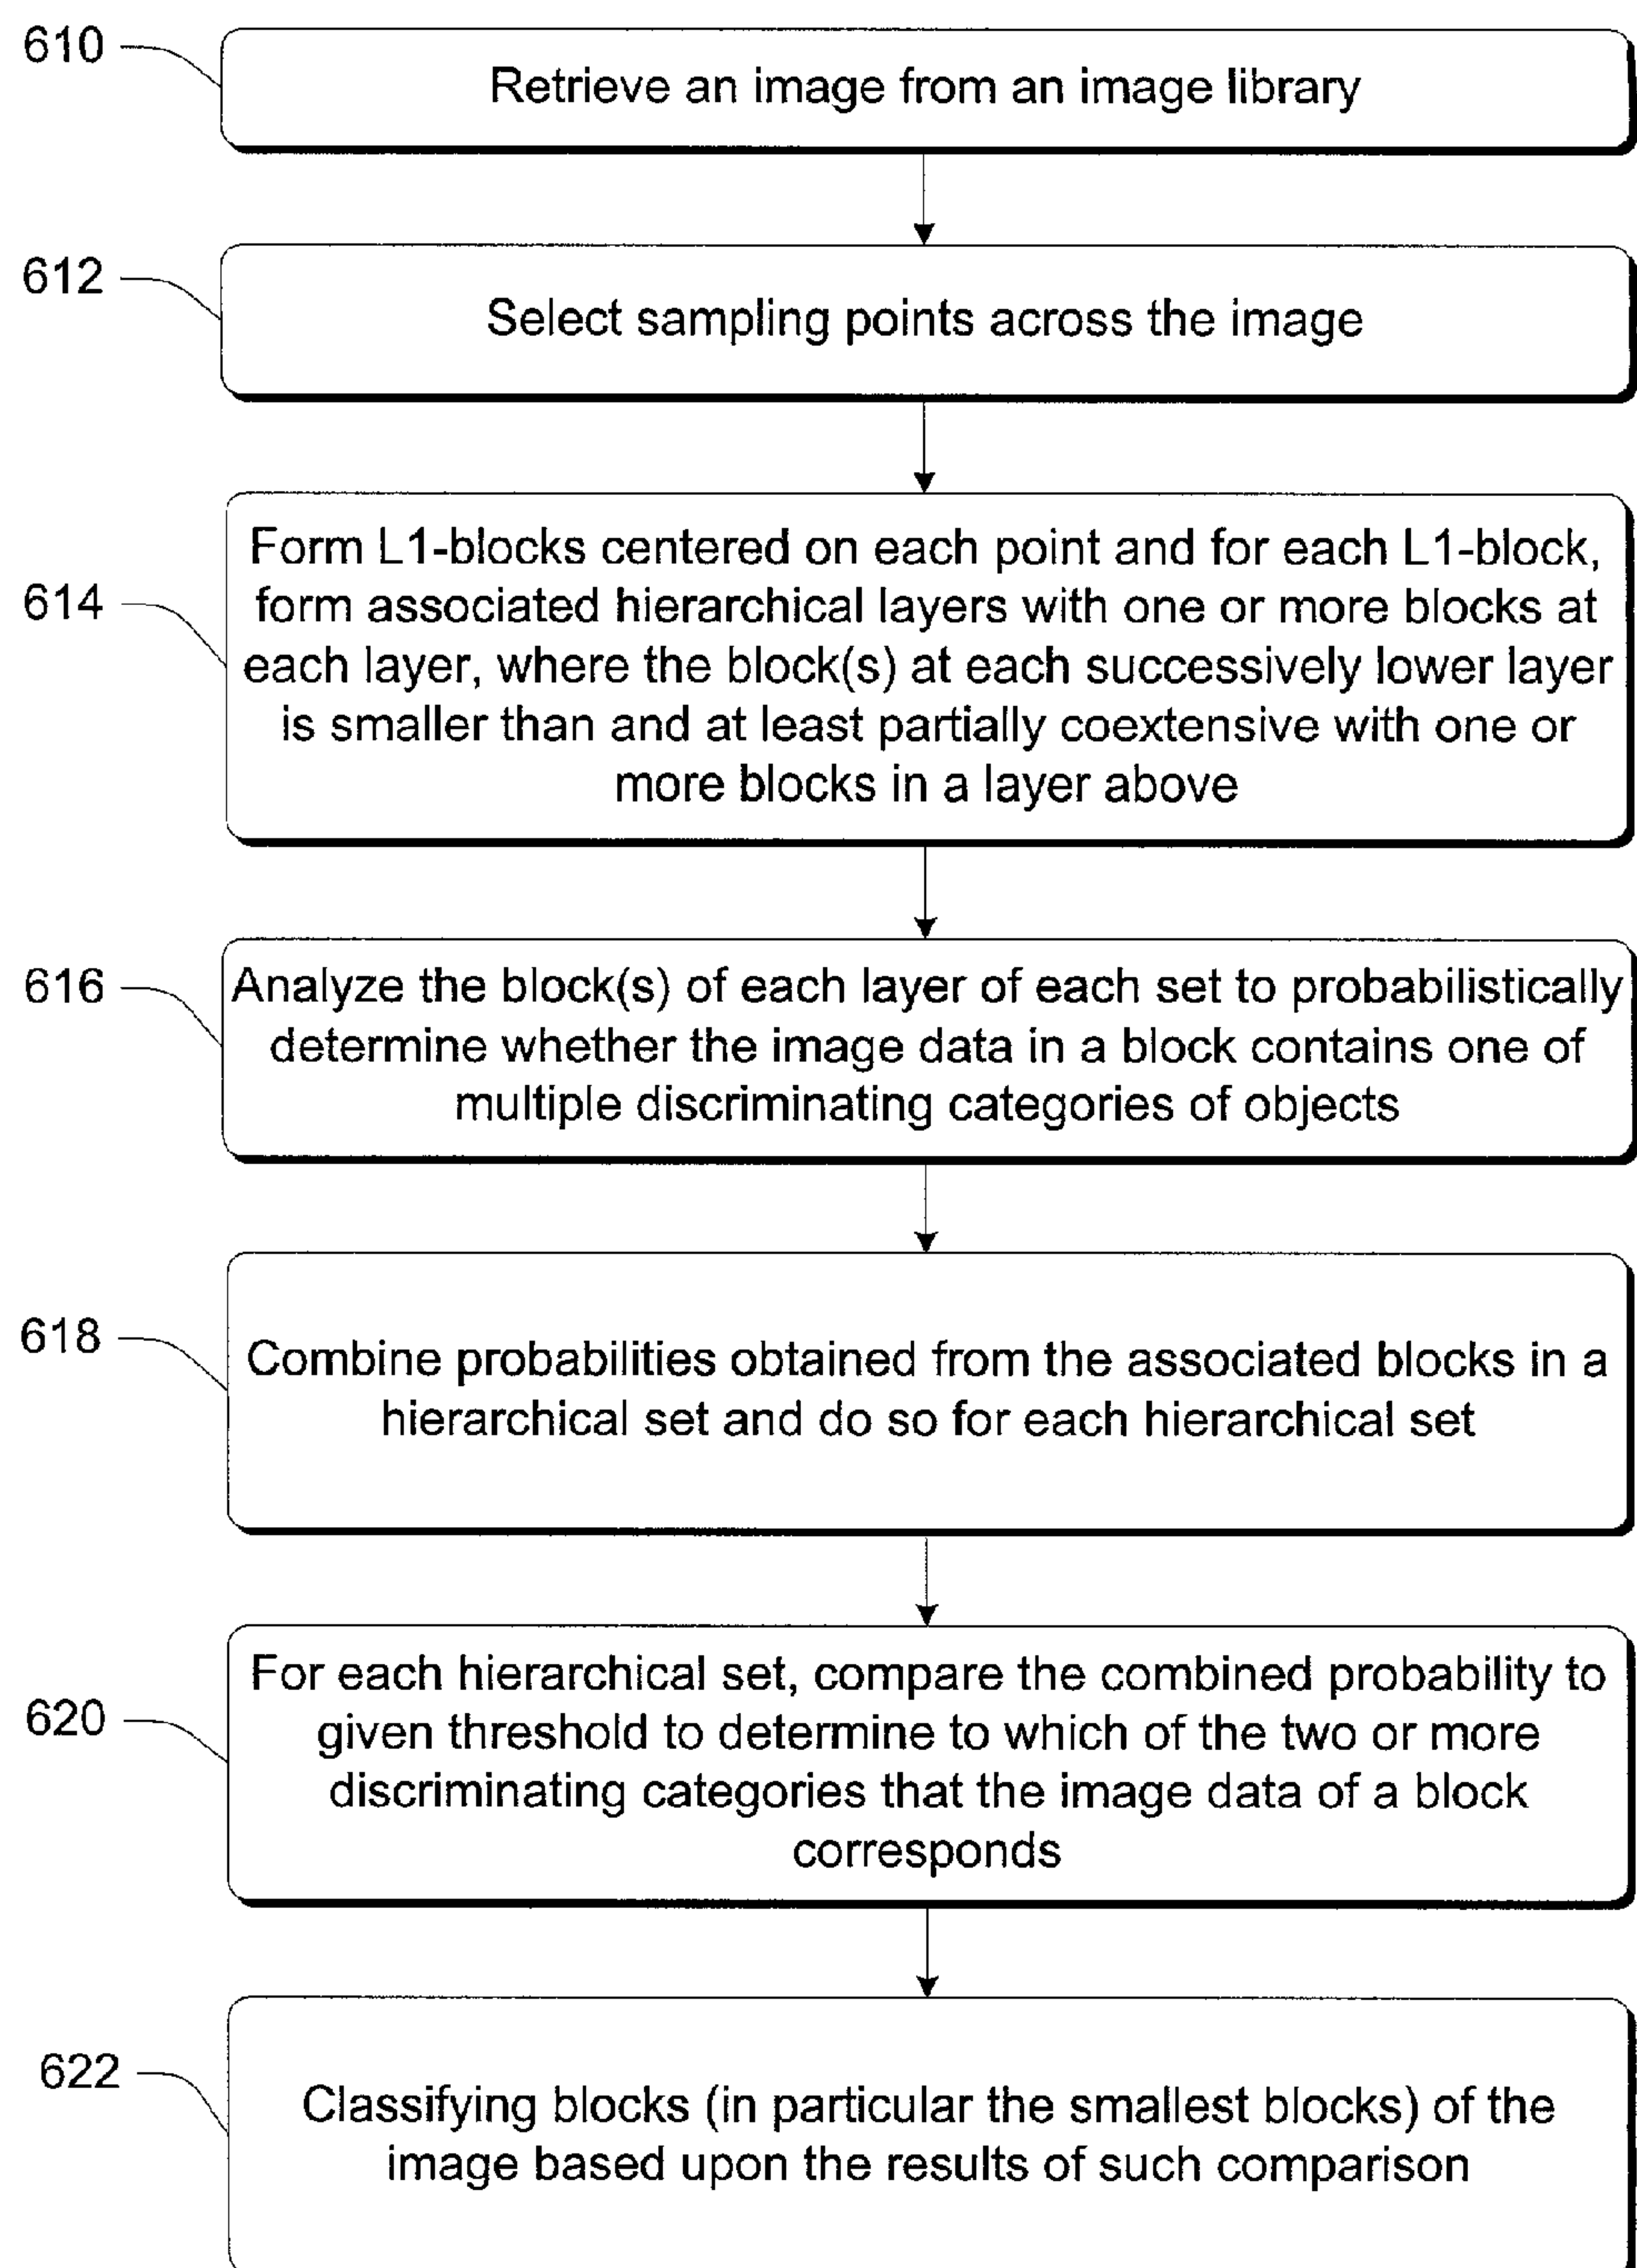 610
Retrieve an image from an image library
612
Select sampling points across the image
614
Form L1-blocks centered on each point and for each L1-block,
form associated hierarchical layers with one or more blocks at
each layer, where the block(s) at each successively lower layer
is smaller than and at least partially coextensive with one or
more blocks in a layer above
616
Analyze the block(s) of each layer of each set to probabilistically
determine whether the image data in a block contains one of
multiple discriminating categories of objects
618
Combine probabilities obtained from the associated blocks in a
hierarchical set and do so for each hierarchical set
620
For each hierarchical set, compare the combined probability to
given threshold to determine to which of the two or more
discriminating categories that the image data of a block
corresponds
622
Classifying blocks (in particular the smallest blocks) of the
image based upon the results of such comparison